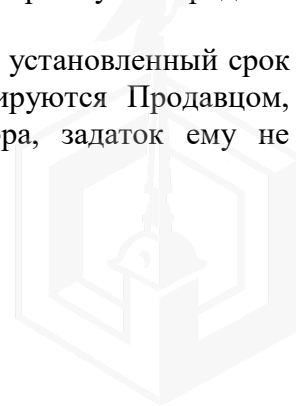 установленный срок
ируются Продавцом,
ра, задаток ему не